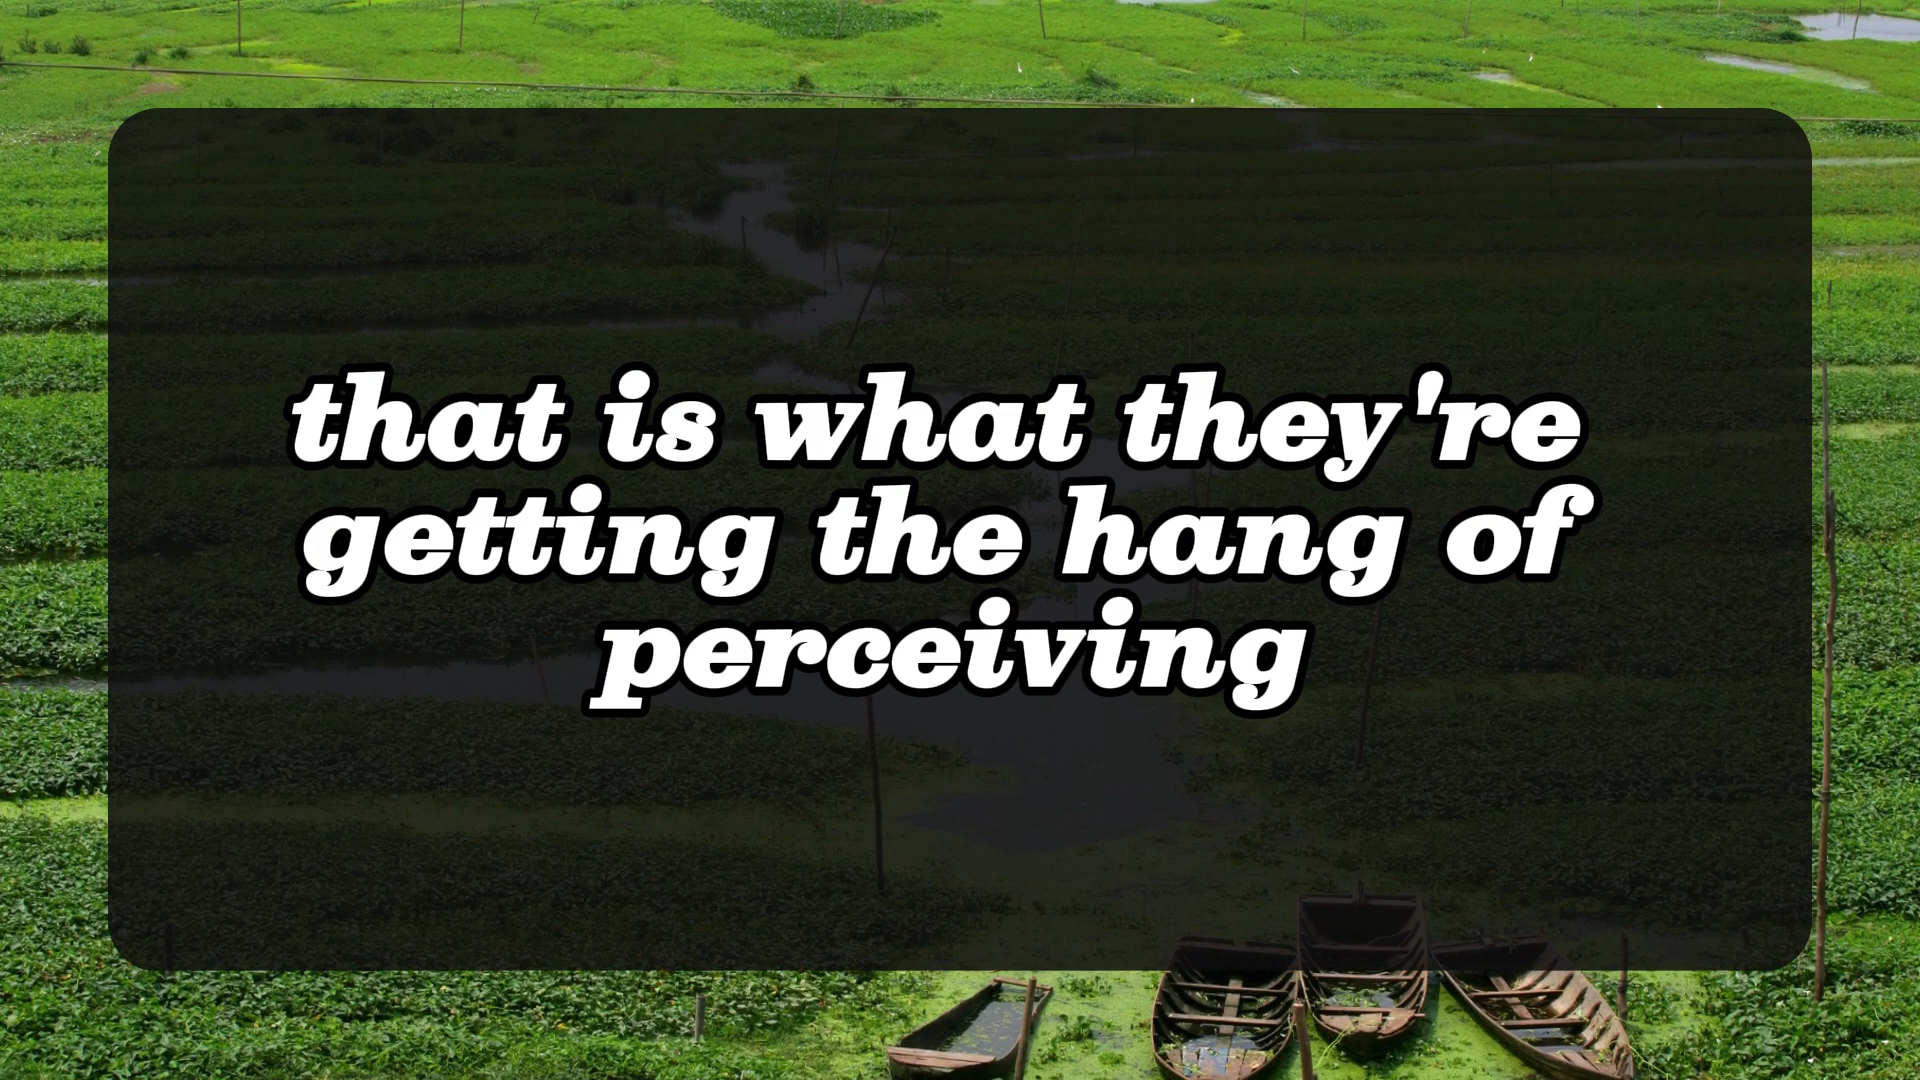 that is what they're
getting the hang of
perceiving